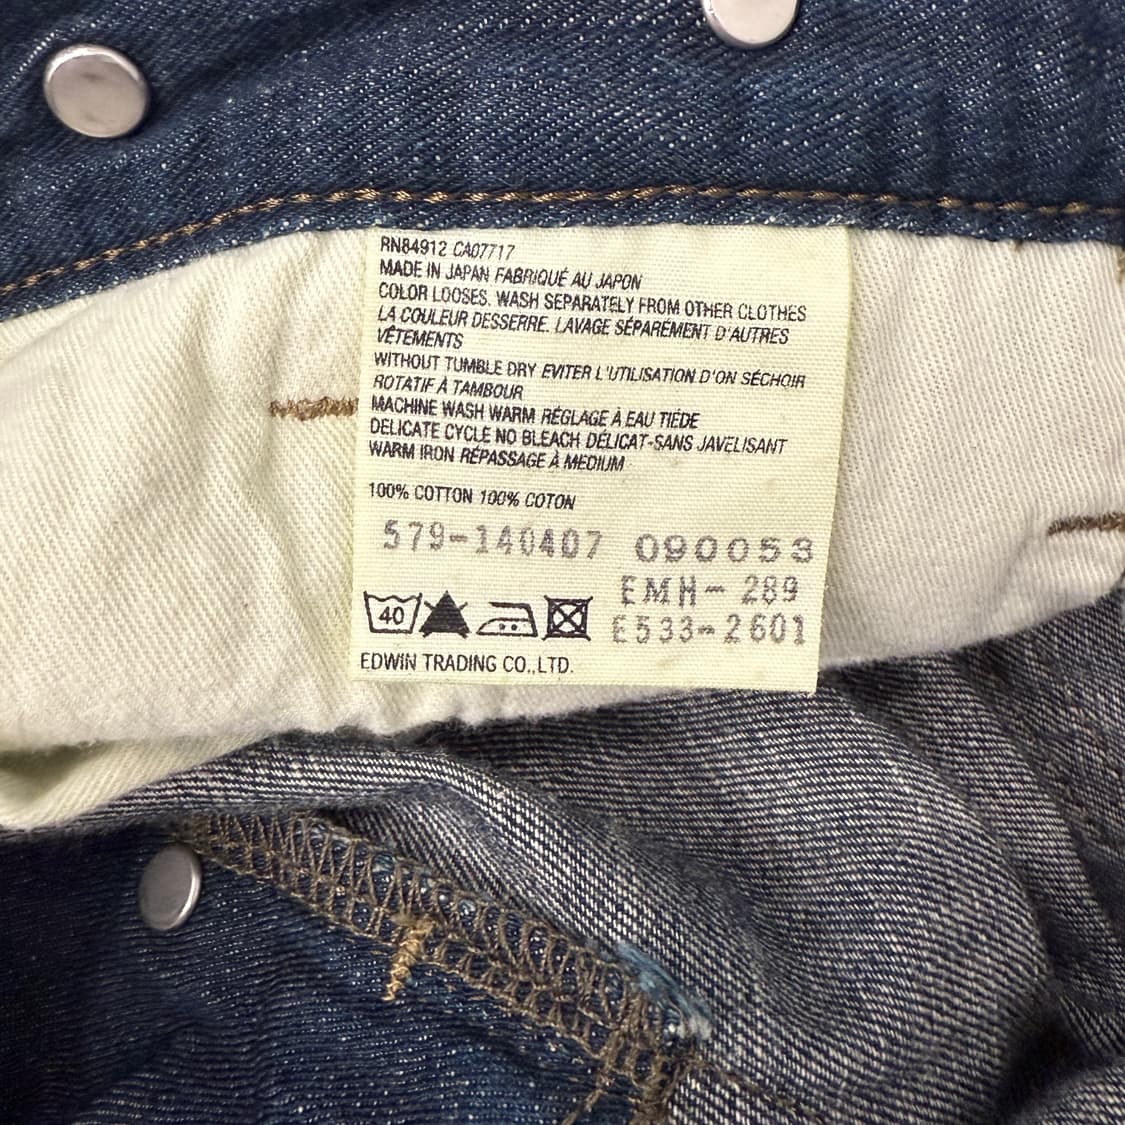 RN84912 CA07717
MADE IN JAPAN FABRIQUÉ AU JAPON
COLOR LOOSES. WASH SEPARATELY FROM OTHER CLOTHES
LA COULEUR DESSERRE. LAVAGE SÉPARÉMENT D'AUTRES
VÊTEMENTS
WITHOUT TUMBLE DRY EVITER L'UTILISATION D'ON SÉCHOIR
ROTATIF À TAMBOUR
MACHINE WASH WARM RÉGLAGE À EAU TIÉDE
DELICATE CYCLE NO BLEACH DÉLICAT-SANS JAVELISANT
WARM IRON RÉPASSAGE À MEDIUM
100% COTTON 100% COTON
579-140407 090053
EMH-289
40 E533-2601
EDWIN TRADING CO.,LTD.